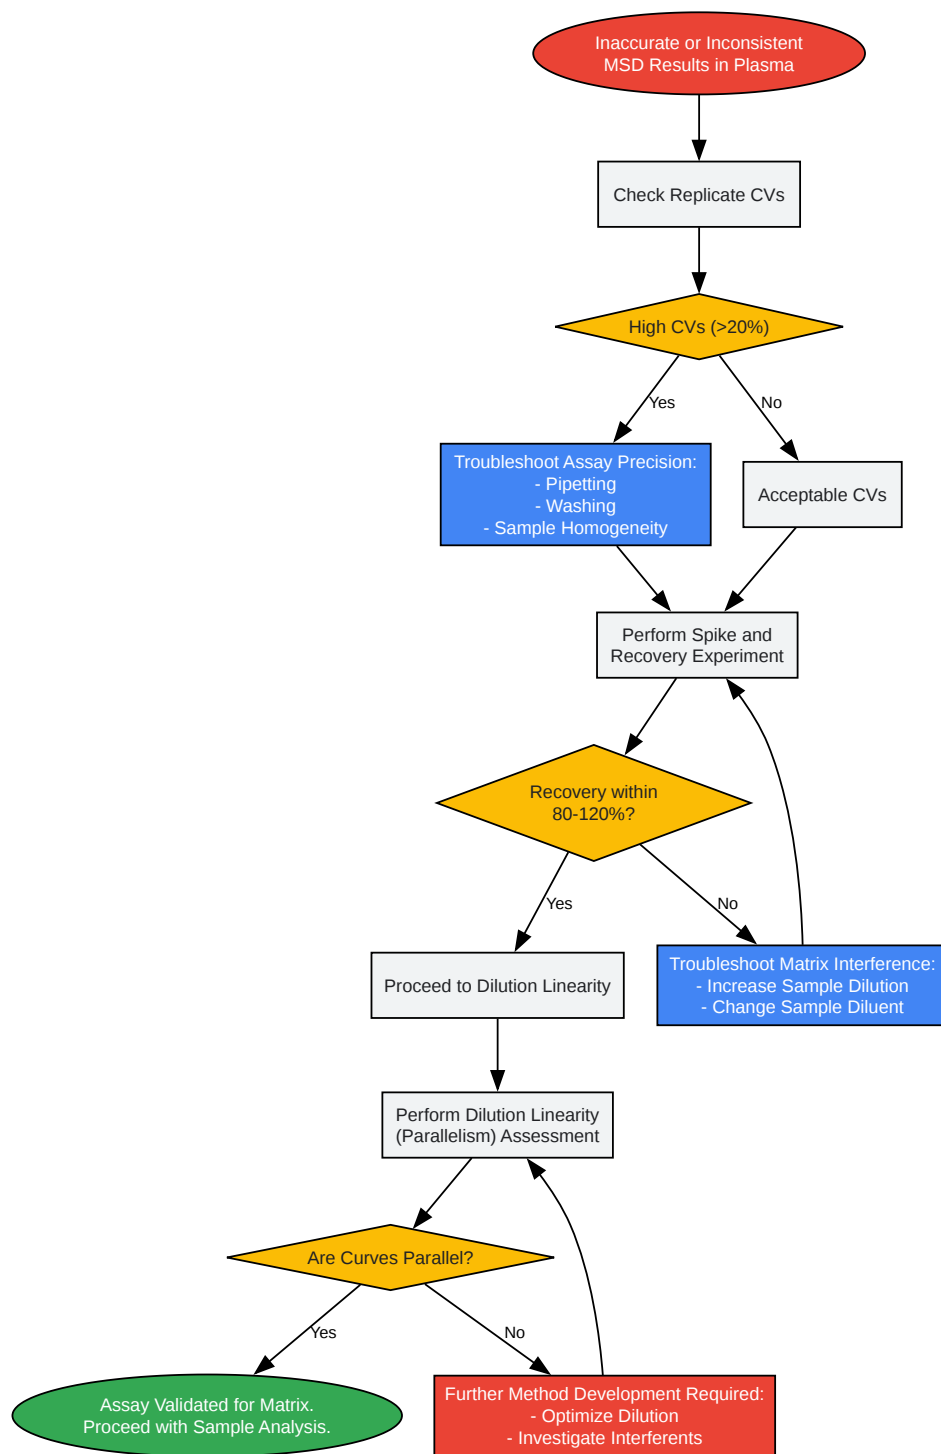 Inaccurate or Inconsistent
MSD Results in Plasma
Check Replicate CVs
High CVs (>20%)
Yes
No
Troubleshoot Assay Precision:
- Pipetting
- Washing
- Sample Homogeneity
Acceptable CVs
Perform Spike and
Recovery Experiment
Recovery within
80-120%?
Yes
No
Proceed to Dilution Linearity
Troubleshoot Matrix Interference:
- Increase Sample Dilution
- Change Sample Diluent
Perform Dilution Linearity
(Parallelism) Assessment
Are Curves Parallel?
Yes
No
Assay Validated for Matrix.
Proceed with Sample Analysis.
Further Method Development Required:
- Optimize Dilution
- Investigate Interferents